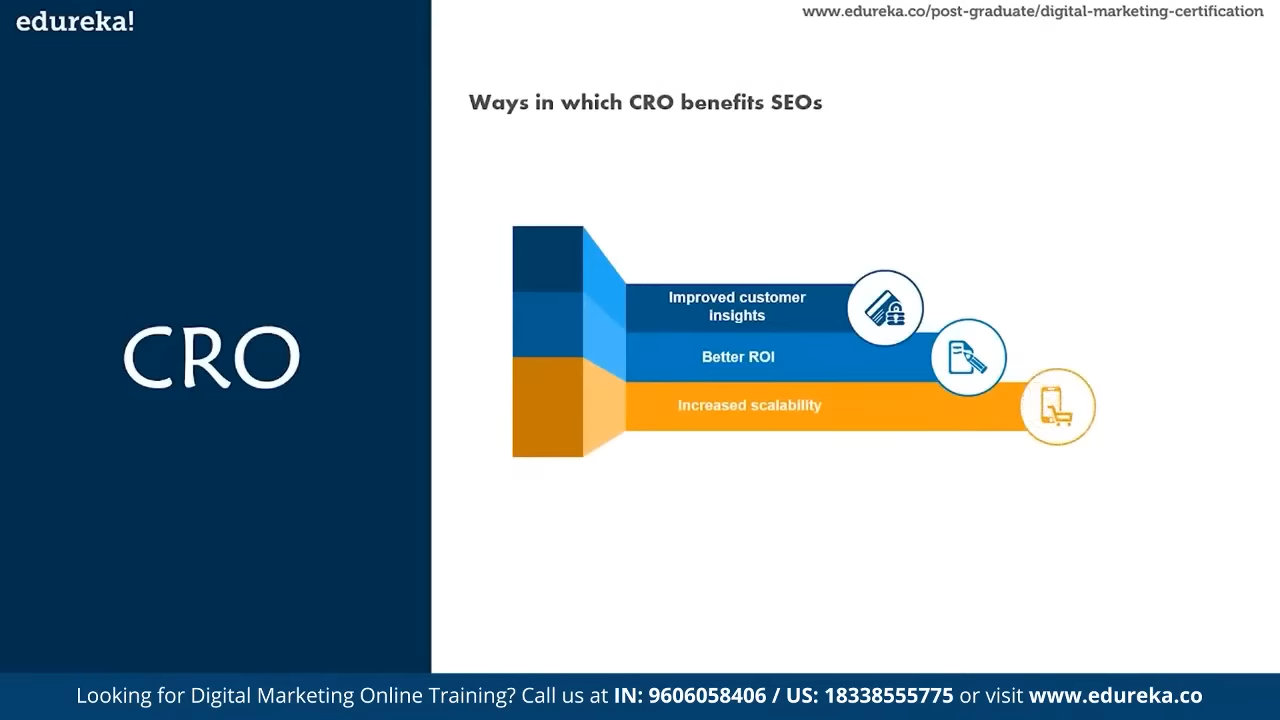 edureka!
www.edureka.co/post-graduate/digital-marketing-certification
Ways in which CRO benefits SEOs
CRO
Improved customer
insights
Better ROI
Increased scalability
Looking for Digital Marketing Online Training? Call us at IN: 9606058406 / US: 18338555775 or visit www.edureka.co